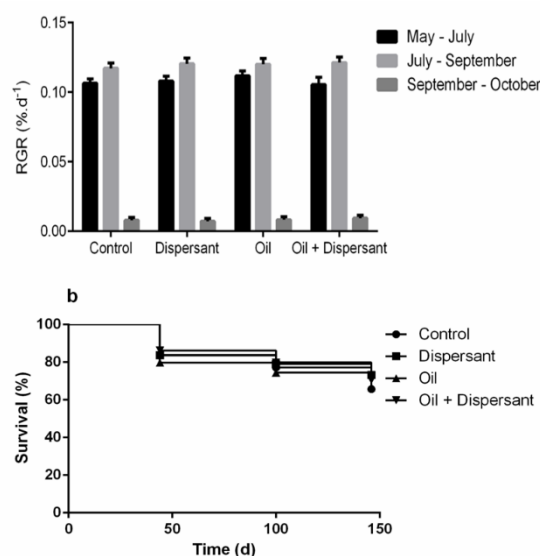 0.15
0.10
0.05
0.00
RGR (%.d⁻¹)
May - July
July - September
September - October
Control
Dispersant
Oil
Oil + Dispersant
b
100
80
60
40
20
0
Survival (%)
0
50
100
150
Time (d)
Control
Dispersant
Oil
Oil + Dispersant